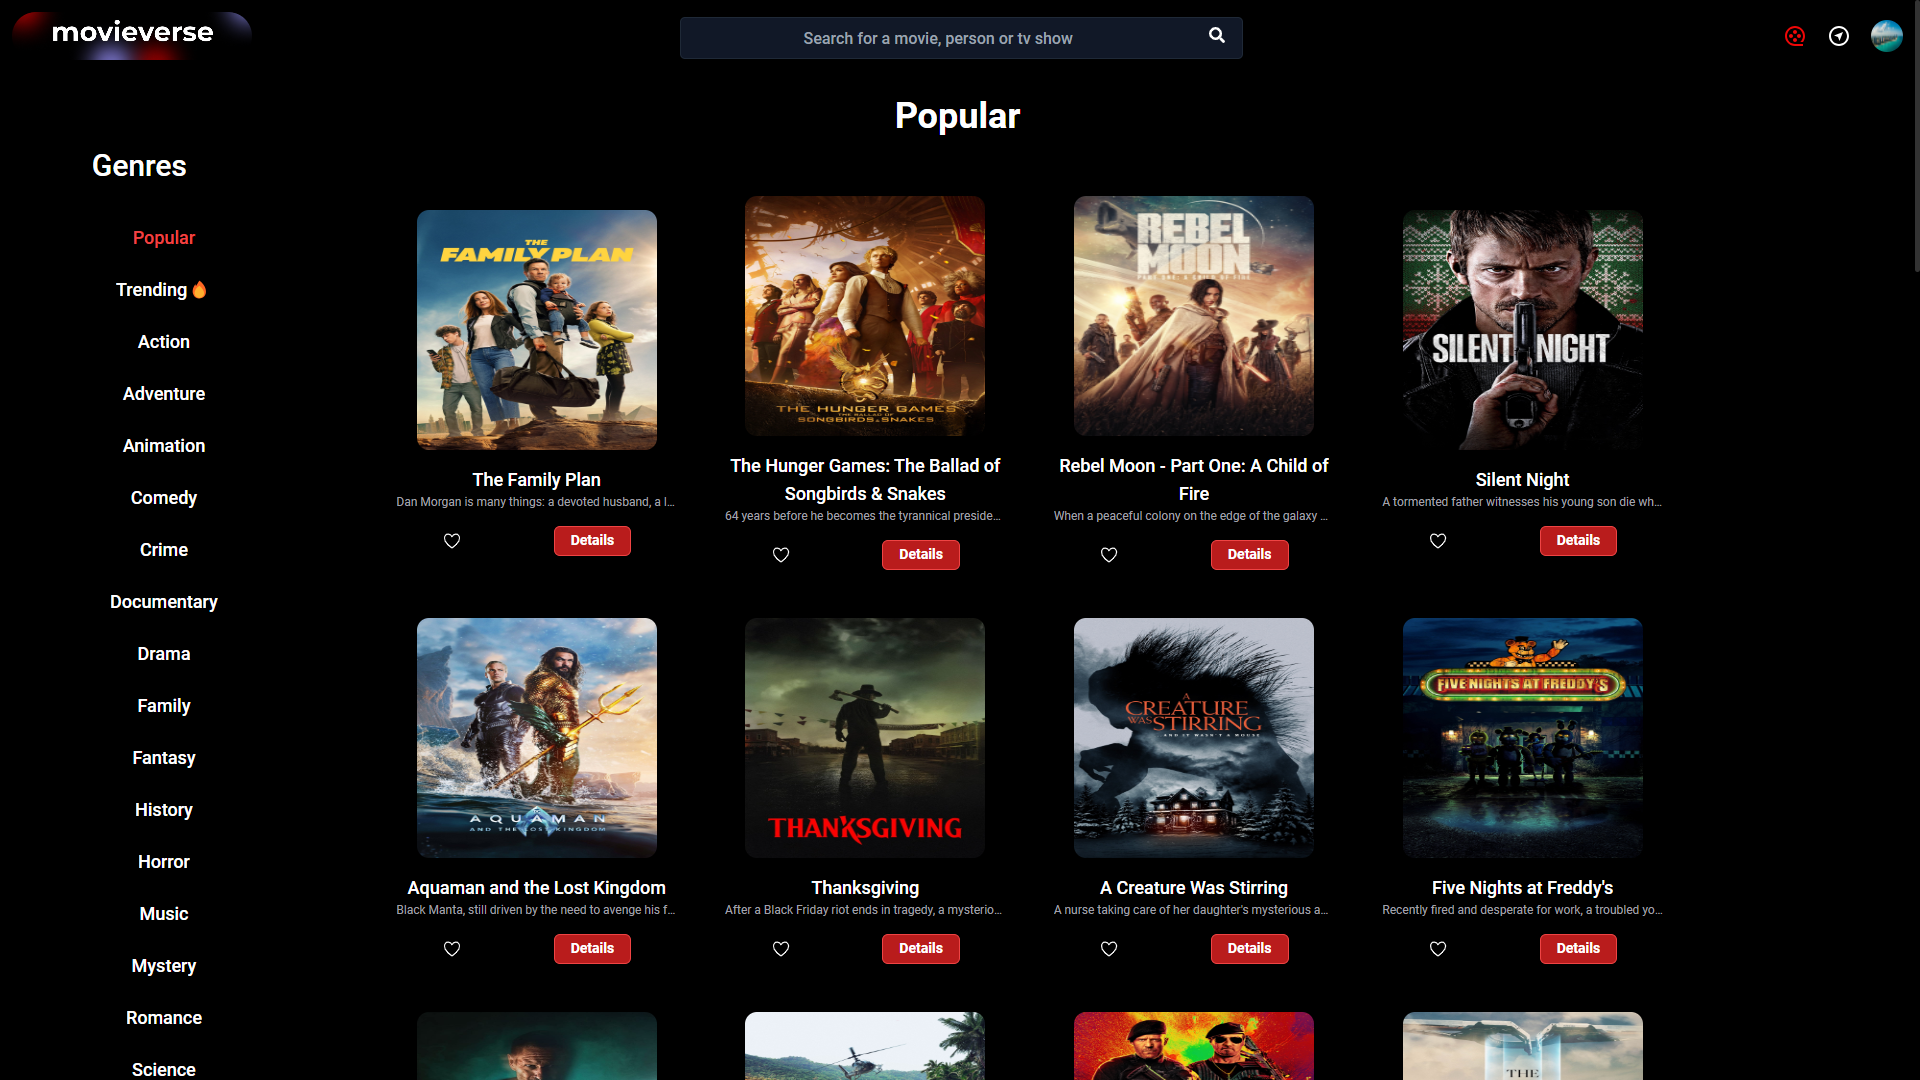 movieverse
Search for a movie, person or tv show
Popular
Genres
Popular
Trending🔥
Action
Adventure
Animation
Comedy
Crime
Documentary
Drama
Family
Fantasy
History
Horror
Music
Mystery
Romance
Science
THE
FAMILY PLAN
The Family Plan
Dan Morgan is many things: a devoted husband, a l...
Details
THE HUNGER GAMES
THE BALLAD OF
SONGBIRDS & SNAKES
The Hunger Games: The Ballad of
Songbirds & Snakes
64 years before he becomes the tyrannical preside...
Details
REBEL
MOON
PART ONE: A CHILD OF FIRE
Rebel Moon - Part One: A Child of
Fire
When a peaceful colony on the edge of the galaxy ...
Details
SILENT NIGHT
Silent Night
A tormented father witnesses his young son die wh...
Details
AQUAMAN
AND THE LOST KINGDOM
Aquaman and the Lost Kingdom
Black Manta, still driven by the need to avenge his f...
Details
THANKSGIVING
Thanksgiving
After a Black Friday riot ends in tragedy, a mysterio...
Details
A
CREATURE
WAS STIRRING
AND IT WASN'T A MOUSE
A Creature Was Stirring
A nurse taking care of her daughter's mysterious a...
Details
FIVE NIGHTS AT FREDDY'S
Five Nights at Freddy's
Recently fired and desperate for work, a troubled yo...
Details
THE